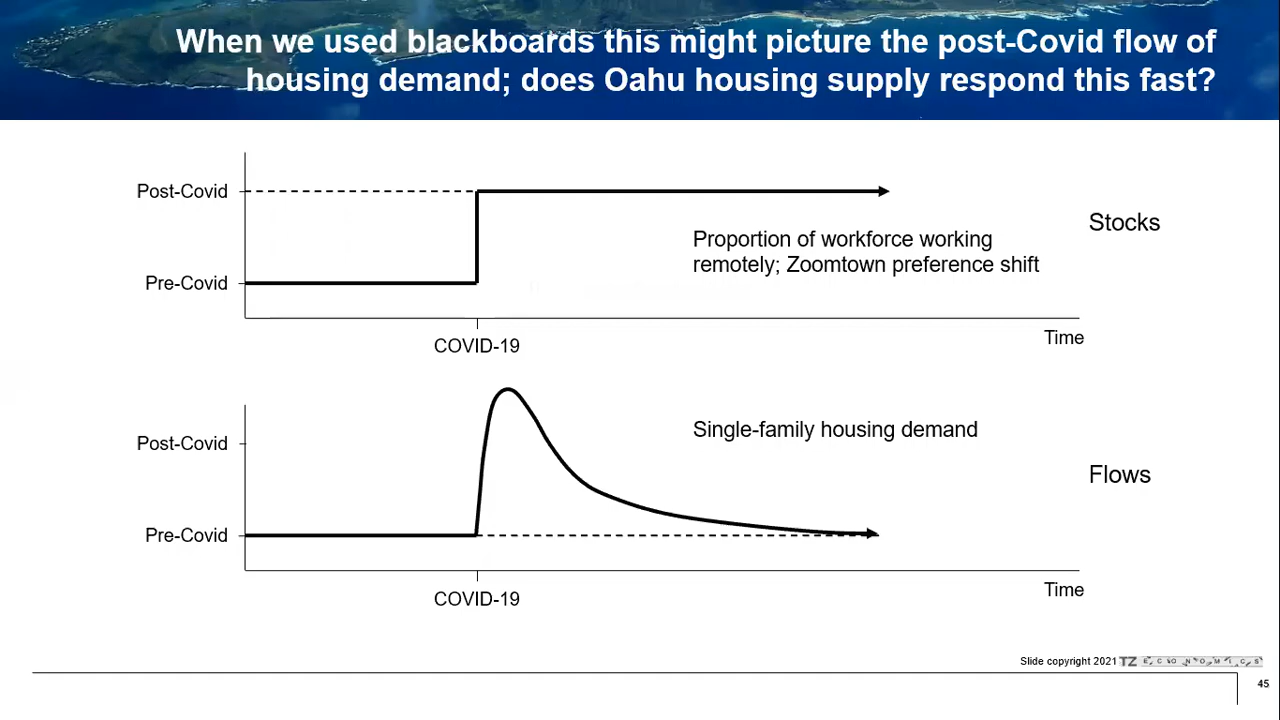 When we used blackboards this might picture the post-Covid flow of
housing demand; does Oahu housing supply respond this fast?
Post-Covid
Stocks
Proportion of workforce working
remotely; Zoomtown preference shift
Pre-Covid
Time
COVID-19
Single-family housing demand
Post-Covid
Flows
Pre-Covid
Time
COVID-19
Slide copyright 2021 TZ ECONOMICS
45